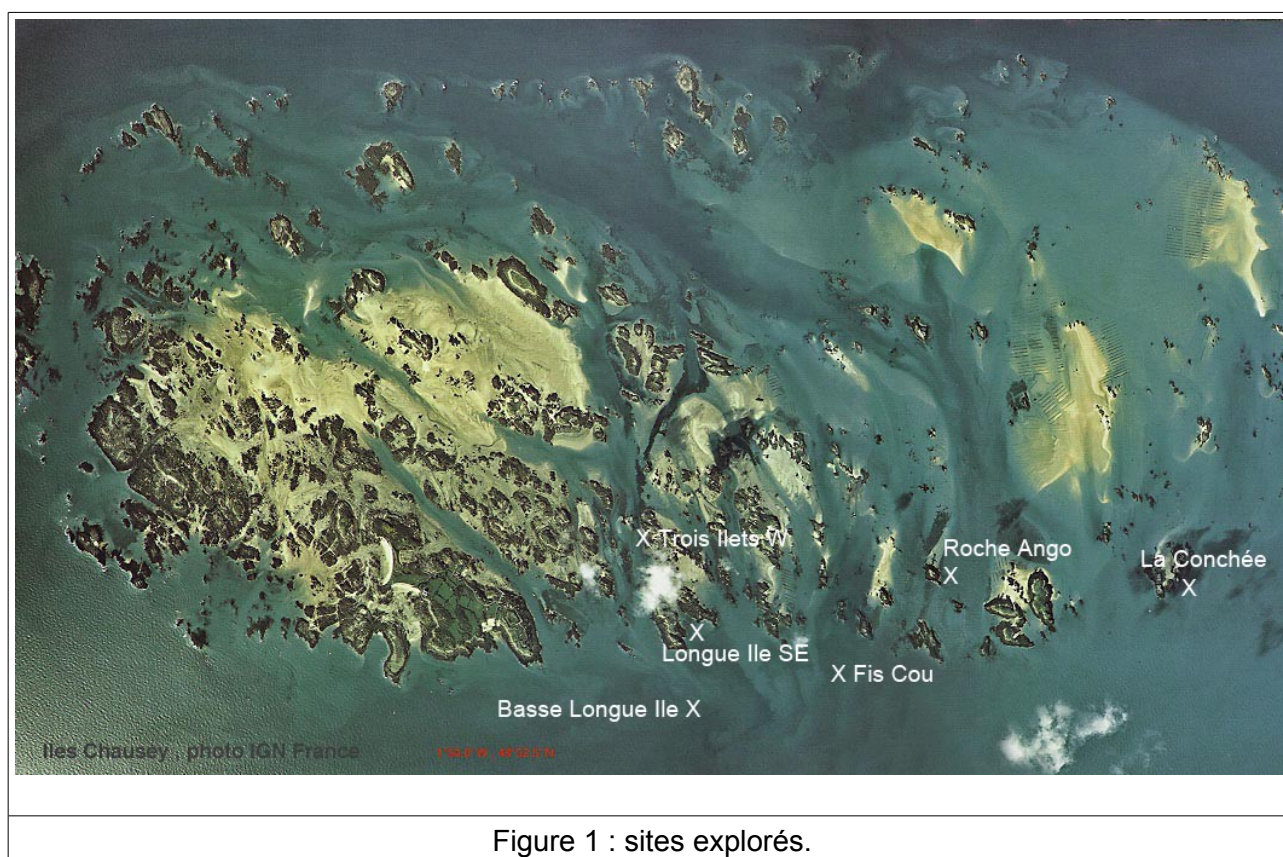 X Trois Ilets W
Roche Ango
X
La Conchée
X
X
Longue Ile SE
X Fis Cou
Basse Longue Ile X
Iles Chausey , photo IGN France
Figure 1 : sites explorés.